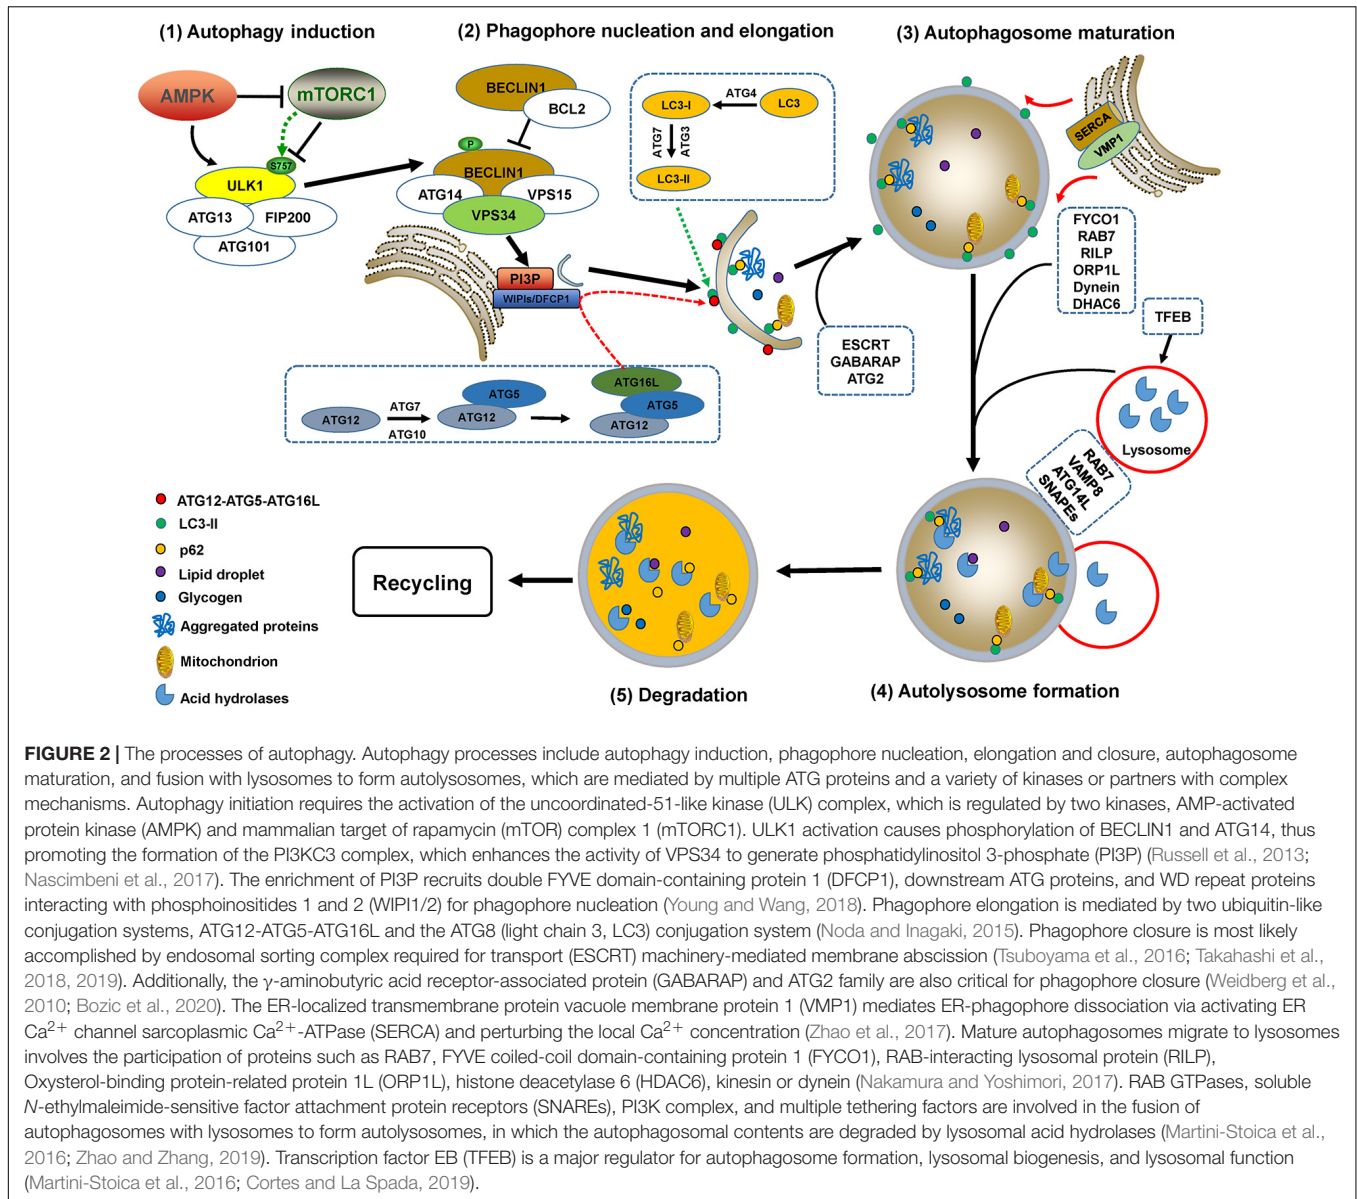 (1) Autophagy induction
(2) Phagophore nucleation and elongation
(3) Autophagosome maturation
AMPK
mTORC1
S757
ULK1
ATG13
FIP200
ATG101
BECLIN1
BCL2
P
BECLIN1
ATG14
VPS15
VPS34
PI3P
WIPIs/DFCP1
LC3-I
ATG4
LC3
ATG7
ATG3
LC3-II
SERCA
VMP1
FYCO1
RAB7
RILP
ORP1L
Dynein
DHAC6
TFEB
ESCRT
GABARAP
ATG2
ATG12
ATG7
ATG10
ATG5
ATG12
ATG16L
ATG5
ATG12
Lysosome
RAB7
VAMP8
ATG14L
SNAPEs
ATG12-ATG5-ATG16L
LC3-II
p62
Lipid droplet
Glycogen
Aggregated proteins
Mitochondrion
Acid hydrolases
Recycling
(5) Degradation
(4) Autolysosome formation
FIGURE 2 | The processes of autophagy. Autophagy processes include autophagy induction, phagophore nucleation, elongation and closure, autophagosome
maturation, and fusion with lysosomes to form autolysosomes, which are mediated by multiple ATG proteins and a variety of kinases or partners with complex
mechanisms. Autophagy initiation requires the activation of the uncoordinated-51-like kinase (ULK) complex, which is regulated by two kinases, AMP-activated
protein kinase (AMPK) and mammalian target of rapamycin (mTOR) complex 1 (mTORC1). ULK1 activation causes phosphorylation of BECLIN1 and ATG14, thus
promoting the formation of the PI3KC3 complex, which enhances the activity of VPS34 to generate phosphatidylinositol 3-phosphate (PI3P) (Russell et al., 2013;
Nascimbeni et al., 2017). The enrichment of PI3P recruits double FYVE domain-containing protein 1 (DFCP1), downstream ATG proteins, and WD repeat proteins
interacting with phosphoinositides 1 and 2 (WIPI1/2) for phagophore nucleation (Young and Wang, 2018). Phagophore elongation is mediated by two ubiquitin-like
conjugation systems, ATG12-ATG5-ATG16L and the ATG8 (light chain 3, LC3) conjugation system (Noda and Inagaki, 2015). Phagophore closure is most likely
accomplished by endosomal sorting complex required for transport (ESCRT) machinery-mediated membrane abscission (Tsuboyama et al., 2016; Takahashi et al.,
2018, 2019). Additionally, the γ-aminobutyric acid receptor-associated protein (GABARAP) and ATG2 family are also critical for phagophore closure (Weidberg et al.,
2010; Bozic et al., 2020). The ER-localized transmembrane protein vacuole membrane protein 1 (VMP1) mediates ER-phagophore dissociation via activating ER
Ca²⁺ channel sarcoplasmic Ca²⁺-ATPase (SERCA) and perturbing the local Ca²⁺ concentration (Zhao et al., 2017). Mature autophagosomes migrate to lysosomes
involves the participation of proteins such as RAB7, FYVE coiled-coil domain-containing protein 1 (FYCO1), RAB-interacting lysosomal protein (RILP),
Oxysterol-binding protein-related protein 1L (ORP1L), histone deacetylase 6 (HDAC6), kinesin or dynein (Nakamura and Yoshimori, 2017). RAB GTPases, soluble
N-ethylmaleimide-sensitive factor attachment protein receptors (SNAREs), PI3K complex, and multiple tethering factors are involved in the fusion of
autophagosomes with lysosomes to form autolysosomes, in which the autophagosomal contents are degraded by lysosomal acid hydrolases (Martini-Stoica et al.,
2016; Zhao and Zhang, 2019). Transcription factor EB (TFEB) is a major regulator for autophagosome formation, lysosomal biogenesis, and lysosomal function
(Martini-Stoica et al., 2016; Cortes and La Spada, 2019).